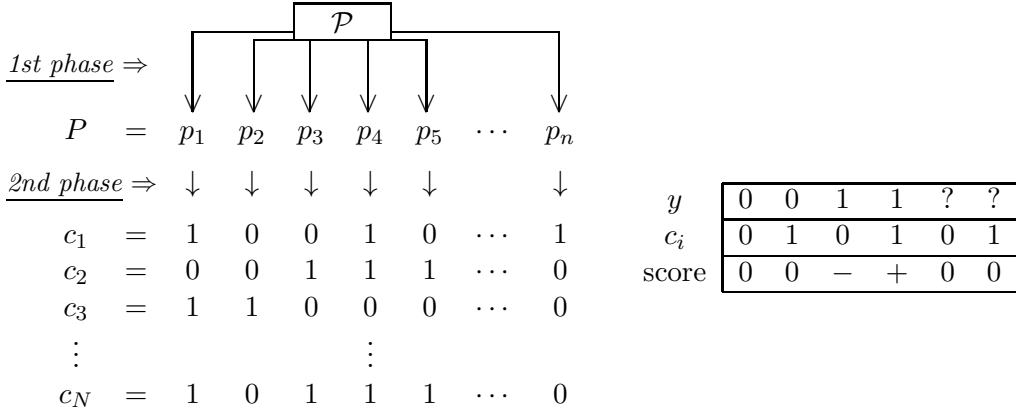 𝒫
1st phase ⇒
P = p₁ p₂ p₃ p₄ p₅ ⋯ pₙ
2nd phase ⇒ ↓ ↓ ↓ ↓ ↓ ↓
c₁ = 1 0 0 1 0 ⋯ 1
c₂ = 0 0 1 1 1 ⋯ 0
c₃ = 1 1 0 0 0 ⋯ 0
⋮ ⋮
c_N = 1 0 1 1 1 ⋯ 0
y 0 0 1 1 ? ?
cᵢ 0 1 0 1 0 1
score 0 0 − + 0 0